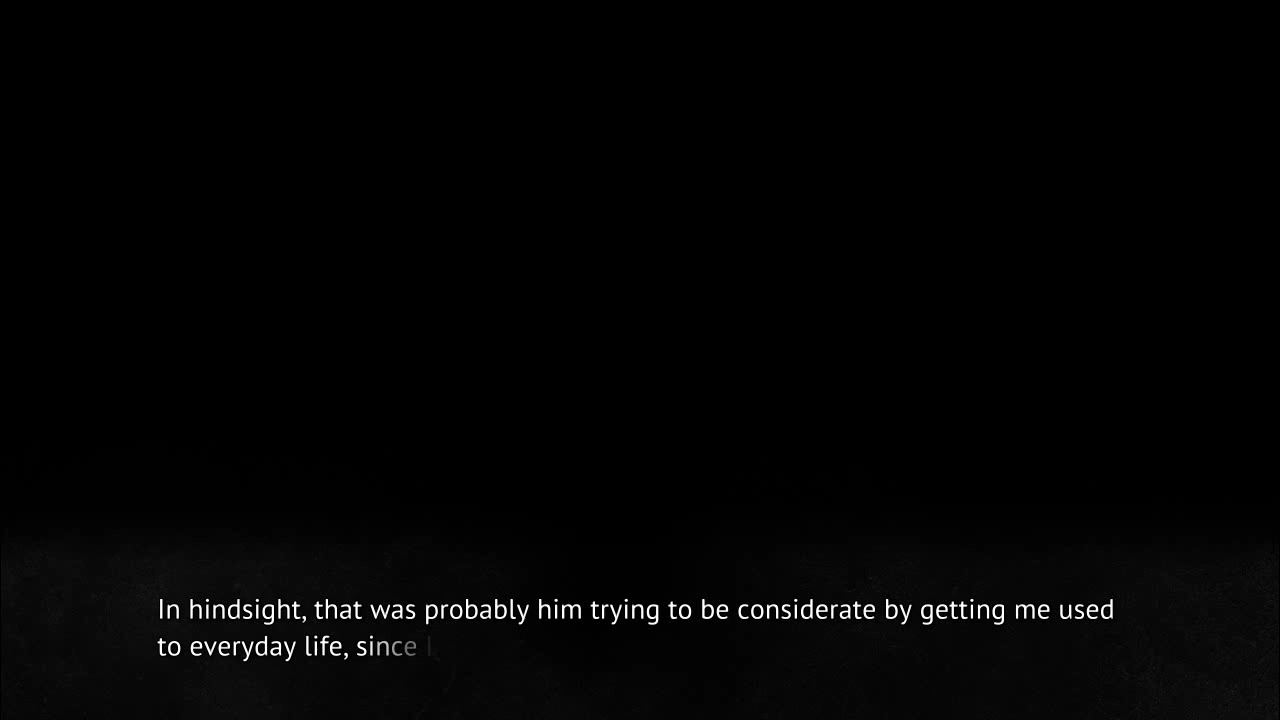 In hindsight, that was probably him trying to be considerate by getting me used
to everyday life, since